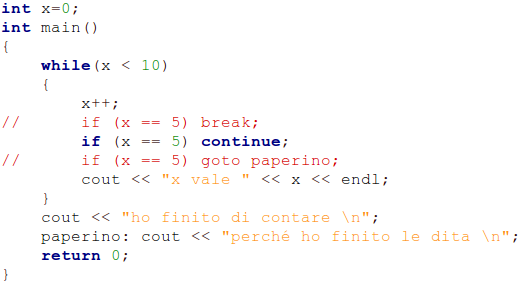 int x=0;
int main()
{
    while(x < 10)
    {
        x++;
//      if (x == 5) break;
        if (x == 5) continue;
//      if (x == 5) goto paperino;
        cout << "x vale " << x << endl;
    }
    cout << "ho finito di contare \n";
    paperino: cout << "perché ho finito le dita \n";
    return 0;
}